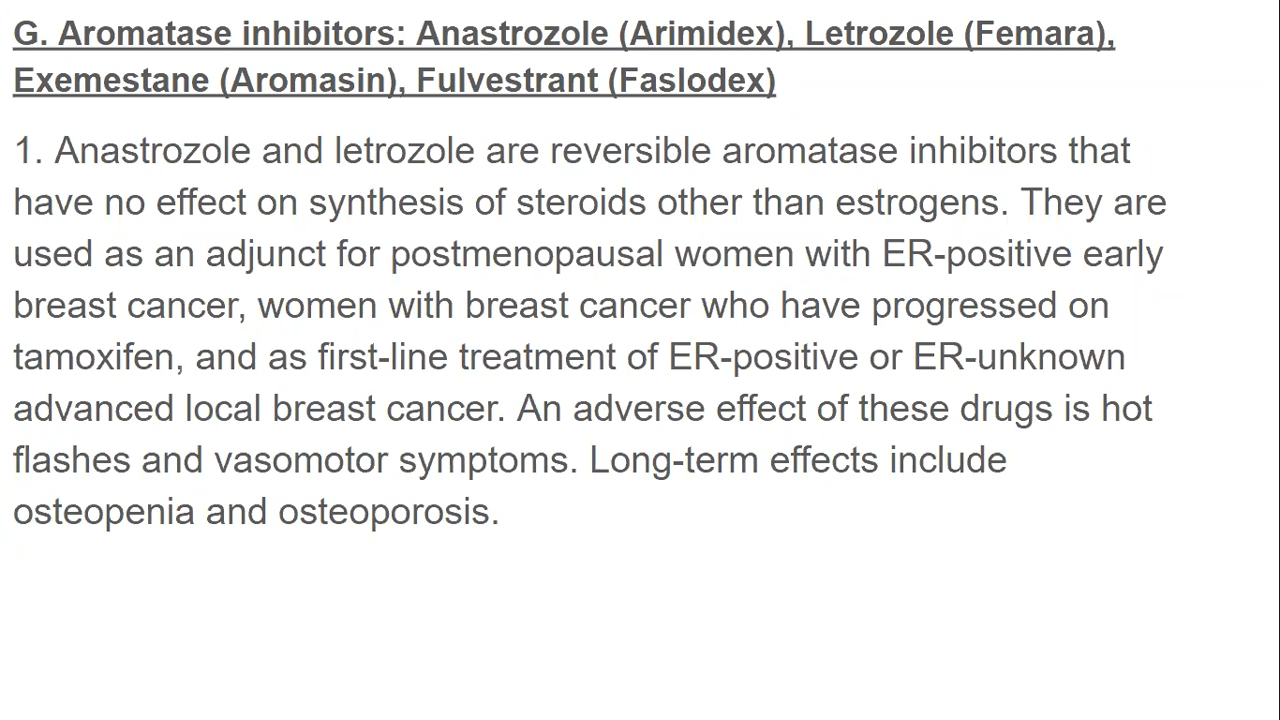 G. Aromatase inhibitors: Anastrozole (Arimidex), Letrozole (Femara),
Exemestane (Aromasin), Fulvestrant (Faslodex)
1. Anastrozole and letrozole are reversible aromatase inhibitors that
have no effect on synthesis of steroids other than estrogens. They are
used as an adjunct for postmenopausal women with ER-positive early
breast cancer, women with breast cancer who have progressed on
tamoxifen, and as first-line treatment of ER-positive or ER-unknown
advanced local breast cancer. An adverse effect of these drugs is hot
flashes and vasomotor symptoms. Long-term effects include
osteopenia and osteoporosis.